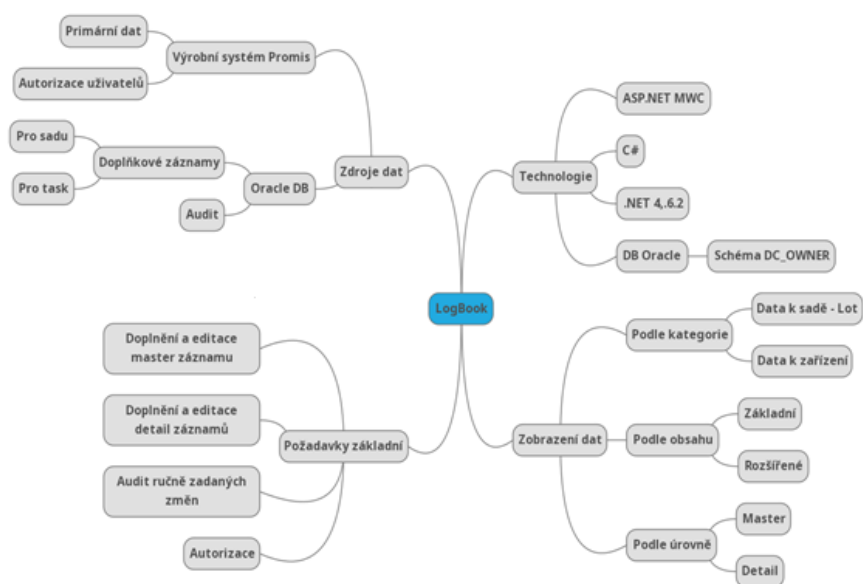 Primární dat
Výrobní systém Promis
Autorizace uživatelů
Pro sadu
Doplňkové záznamy
Pro task
Oracle DB
Audit
Zdroje dat
ASP.NET MWC
C#
Technologie
.NET 4,.6.2
DB Oracle
Schéma DC_OWNER
LogBook
Doplnění a editace
master záznamu
Doplnění a editace
detail záznamů
Požadavky základní
Audit ručně zadaných
změn
Autorizace
Data k sadě - Lot
Podle kategorie
Data k zařízení
Základní
Zobrazení dat
Podle obsahu
Rozšířené
Master
Podle úrovně
Detail